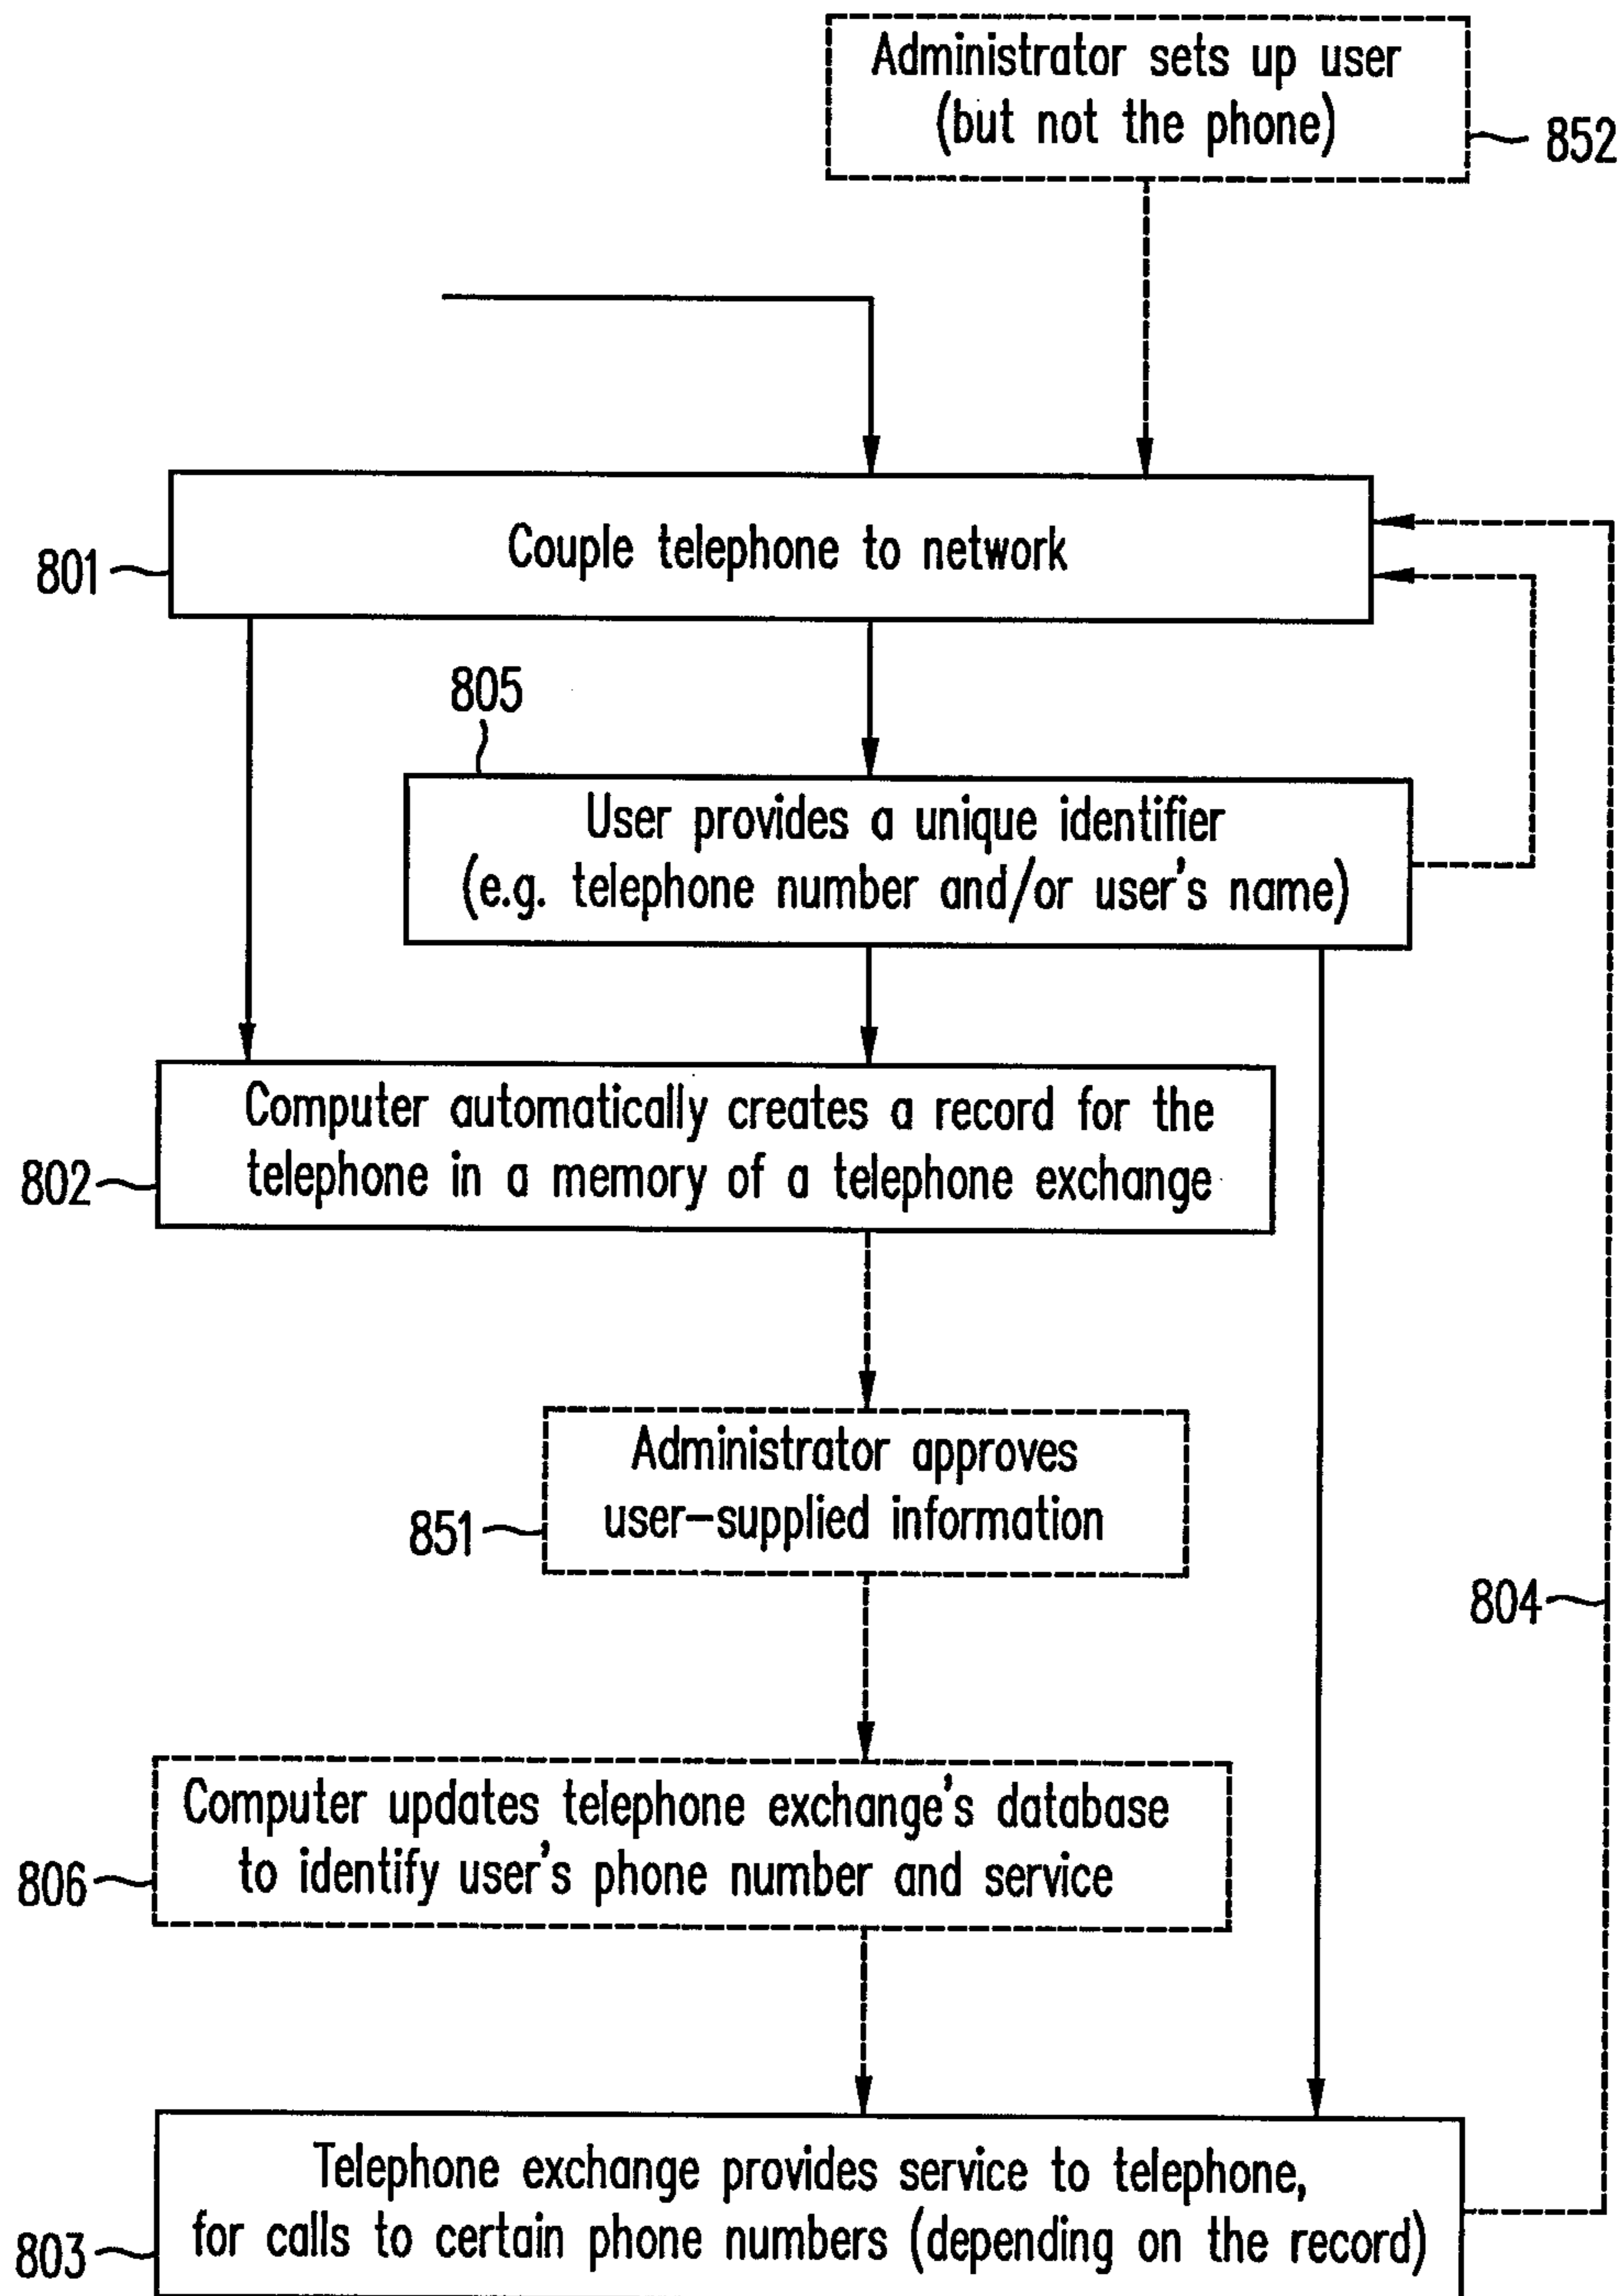 Administrator sets up user
(but not the phone)
852
Couple telephone to network
801
805
User provides a unique identifier
(e.g. telephone number and/or user's name)
Computer automatically creates a record for the
telephone in a memory of a telephone exchange
802
Administrator approves
user-supplied information
851
804
Computer updates telephone exchange's database
to identify user's phone number and service
806
Telephone exchange provides service to telephone,
for calls to certain phone numbers (depending on the record)
803